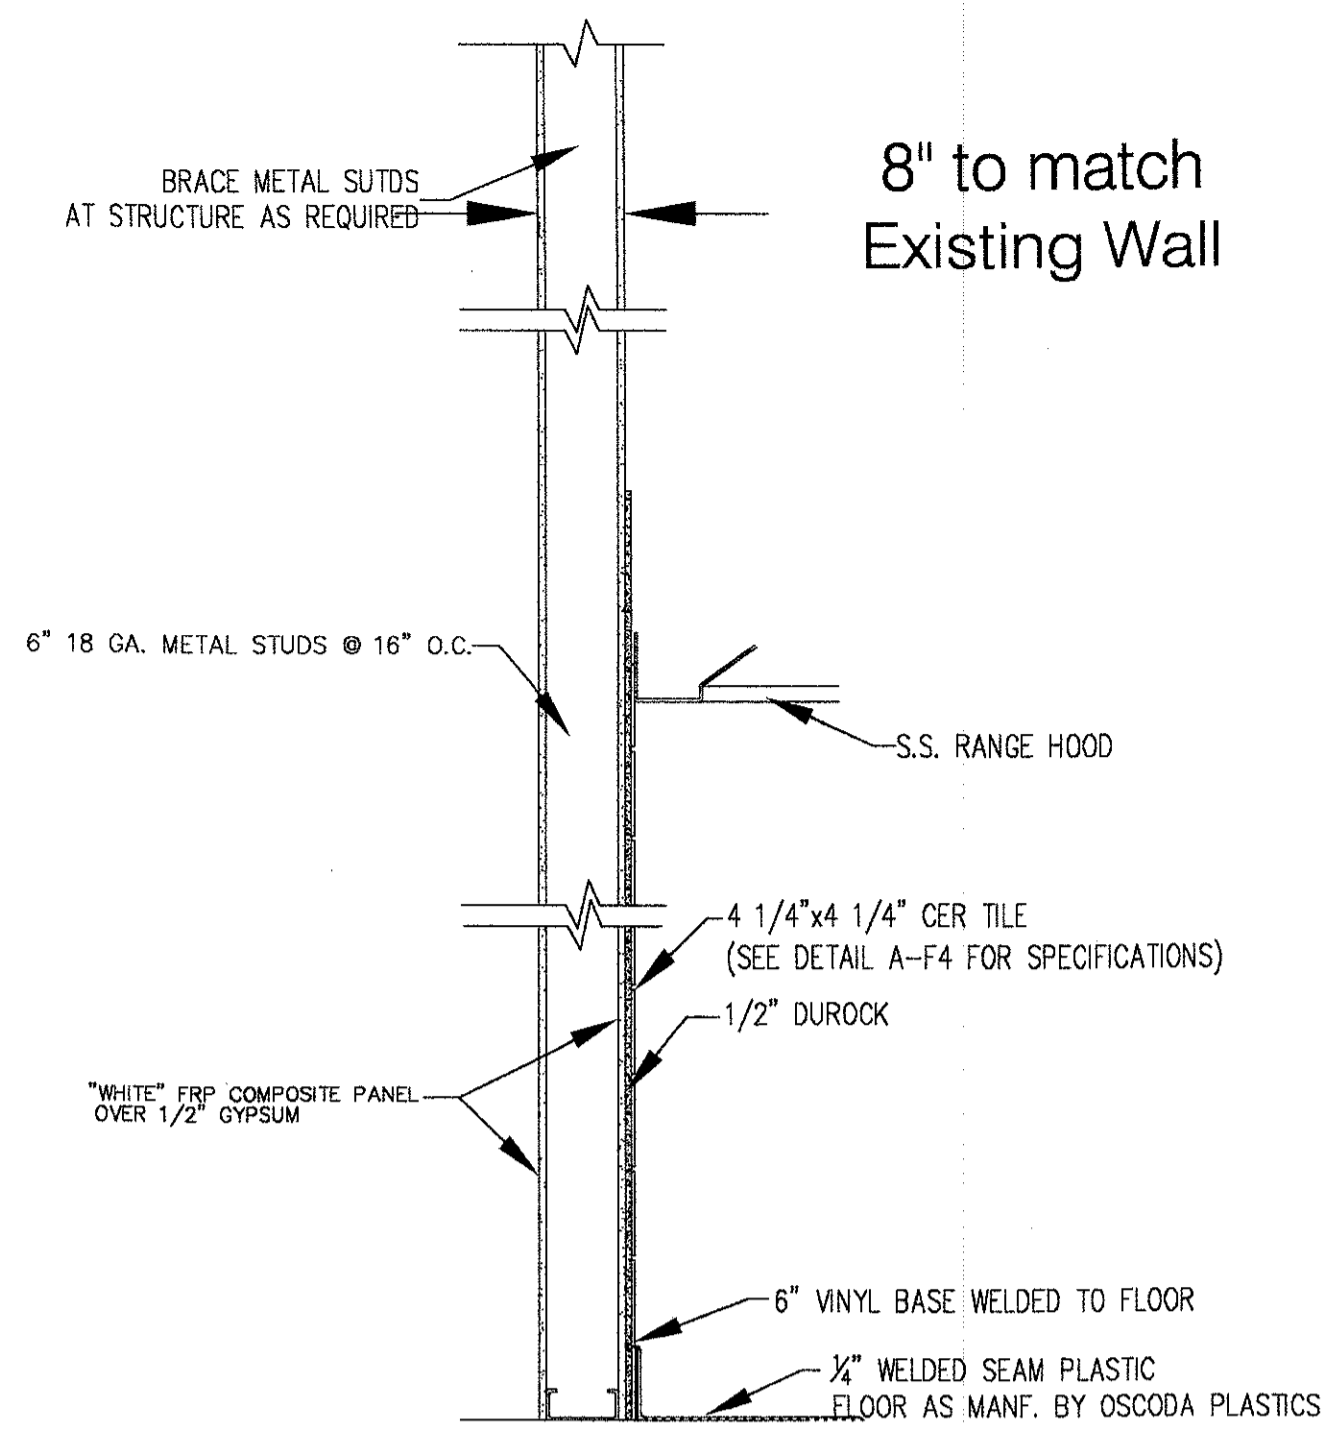 BRACE METAL SUTDS
AT STRUCTURE AS REQUIRED
8" to match
Existing Wall
6" 18 GA. METAL STUDS @ 16" O.C.
S.S. RANGE HOOD
4 1/4"x4 1/4" CER TILE
(SEE DETAIL A-F4 FOR SPECIFICATIONS)
1/2" DUROCK
"WHITE" FRP COMPOSITE PANEL
OVER 1/2" GYPSUM
6" VINYL BASE WELDED TO FLOOR
1/4" WELDED SEAM PLASTIC
FLOOR AS MANF. BY OSCODA PLASTICS